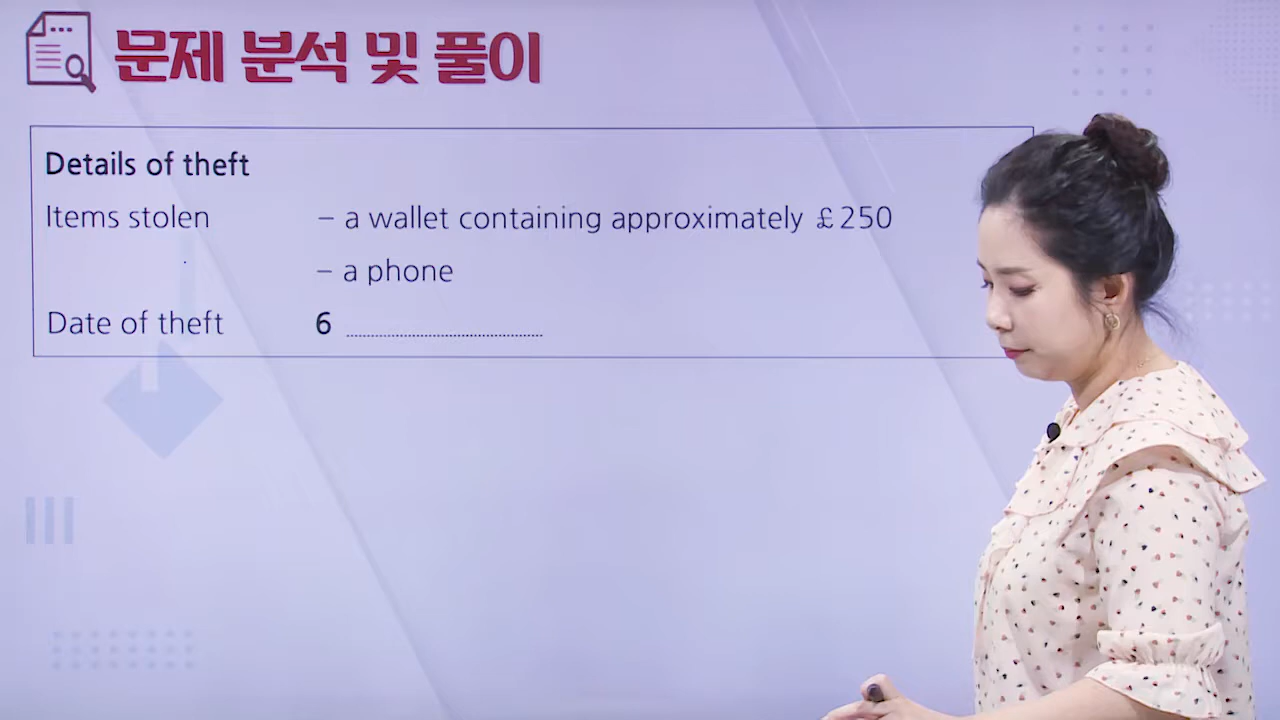 문제 분석 및 풀이
Details of theft
Items stolen – a wallet containing approximately £250
– a phone
Date of theft 6 ........................................